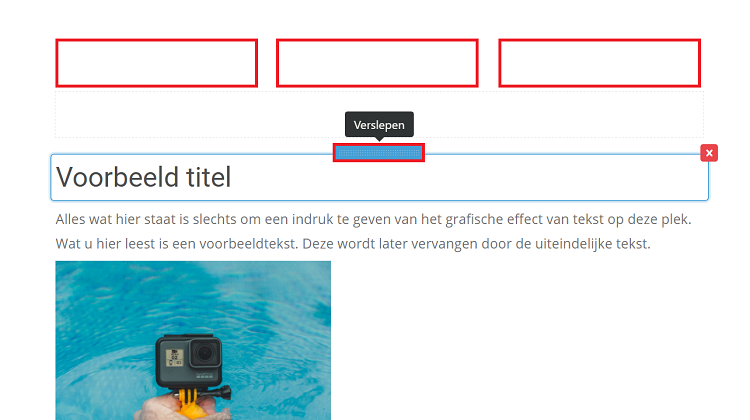 Verslepen
Voorbeeld titel
Alles wat hier staat is slechts om een indruk te geven van het grafische effect van tekst op deze plek.
Wat u hier leest is een voorbeeldtekst. Deze wordt later vervangen door de uiteindelijke tekst.